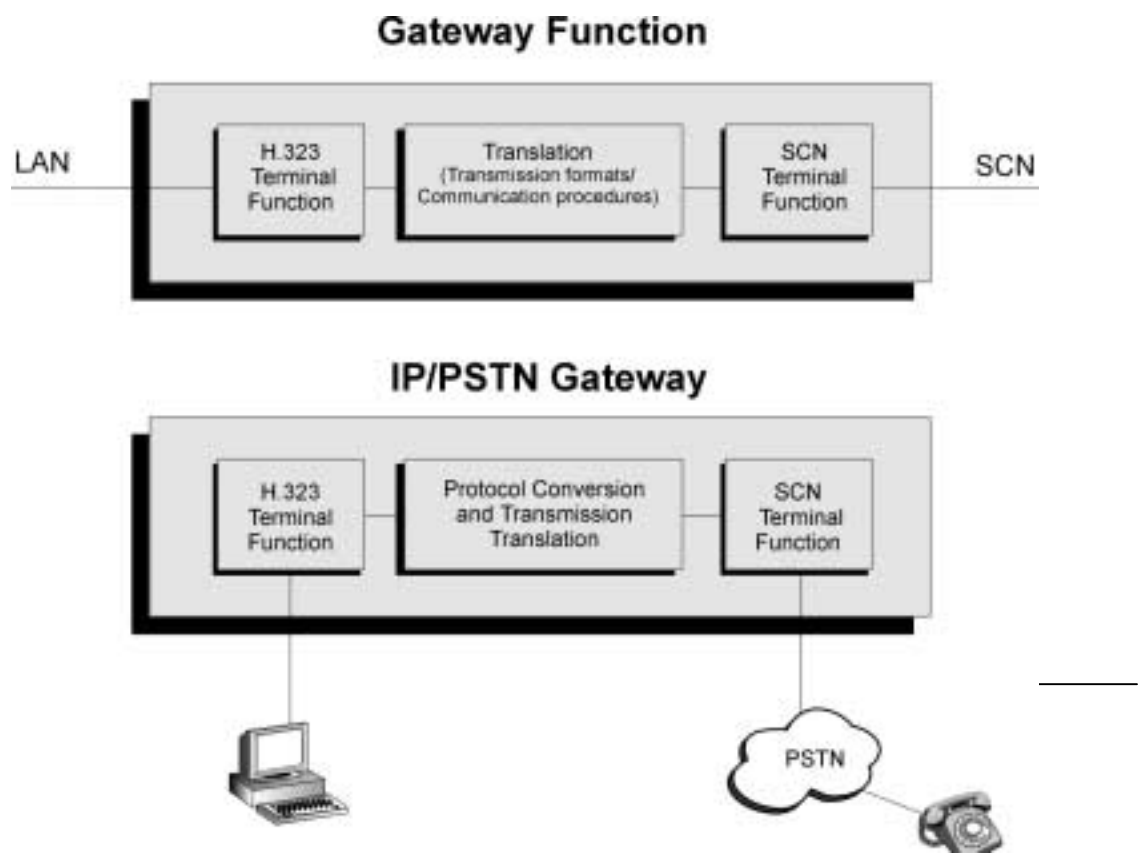 Gateway Function
LAN
H.323
Terminal
Function
Translation
(Transmission formats/
Communication procedures)
SCN
Terminal
Function
SCN
IP/PSTN Gateway
H.323
Terminal
Function
Protocol Conversion
and Transmission
Translation
SCN
Terminal
Function
PSTN